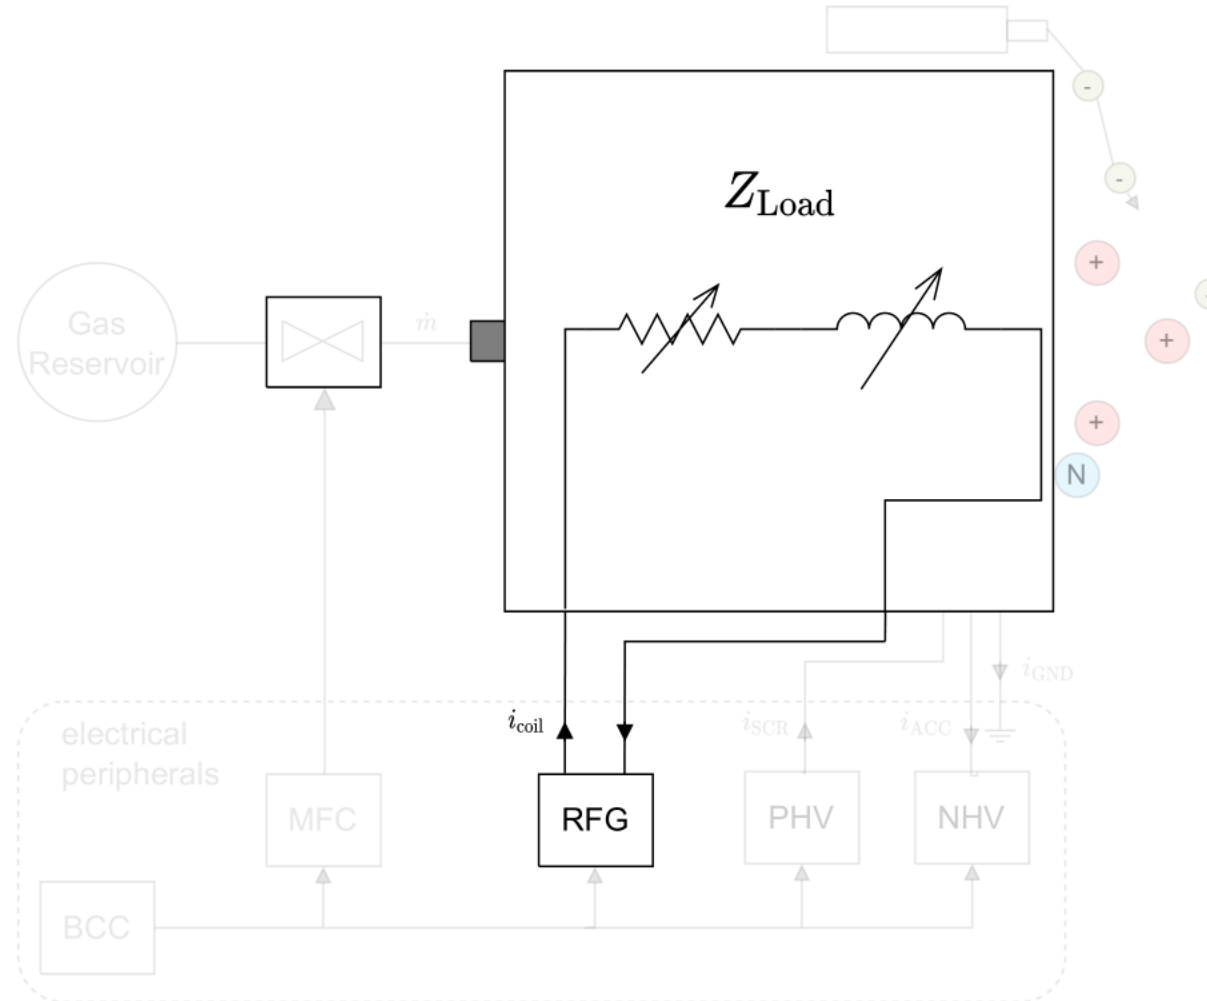 -
Z_Load
-
+
Gas
Reservoir
ṁ
+
+
N
i_GND
electrical
peripherals
i_coil
i_SCR
i_ACC
MFC
RFG
PHV
NHV
BCC